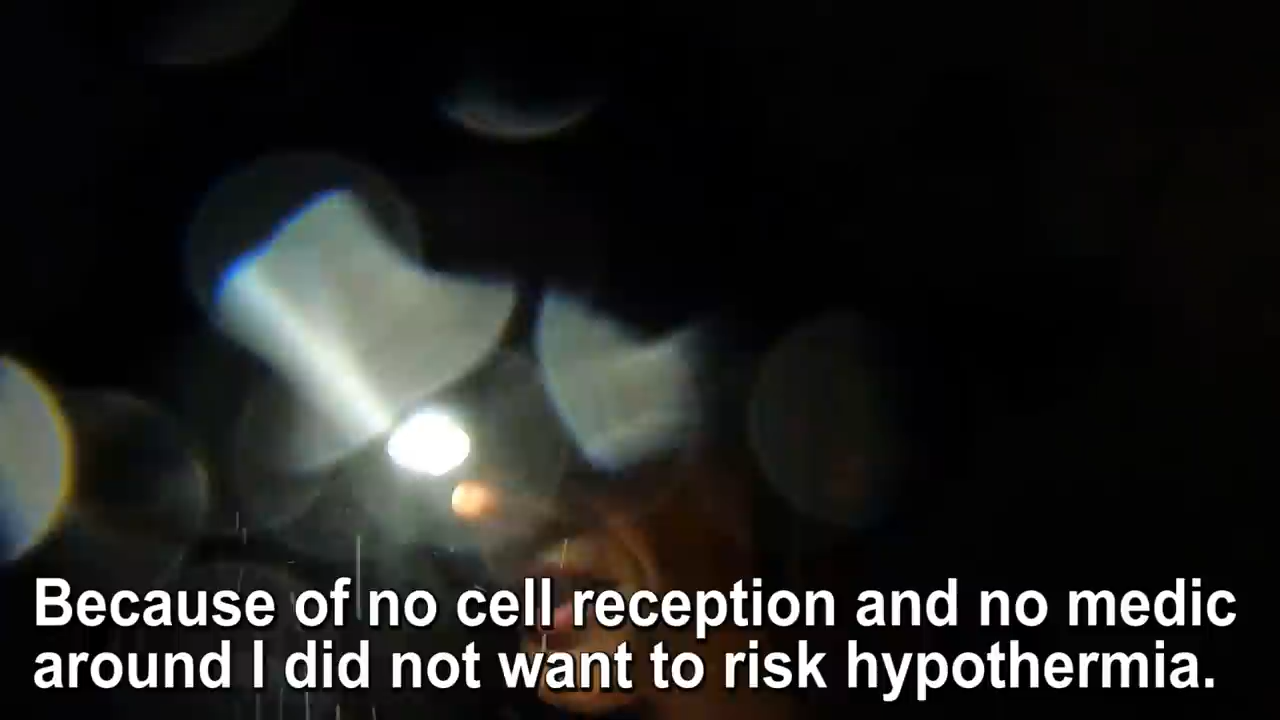 Because of no cell reception and no medic
around I did not want to risk hypothermia.